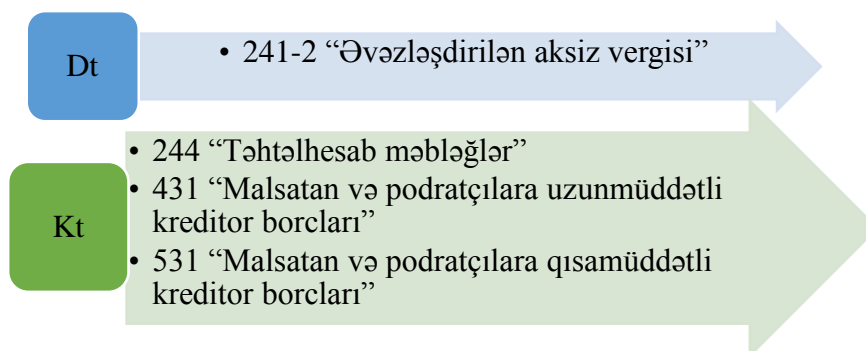 Dt
• 241-2 “Əvəzləşdirilən aksiz vergisi”
Kt
• 244 “Təhtəlhesab məbləğlər”
• 431 “Malsatan və podratçılara uzunmüddətli
kreditor borcları”
• 531 “Malsatan və podratçılara qısamüddətli
kreditor borcları”